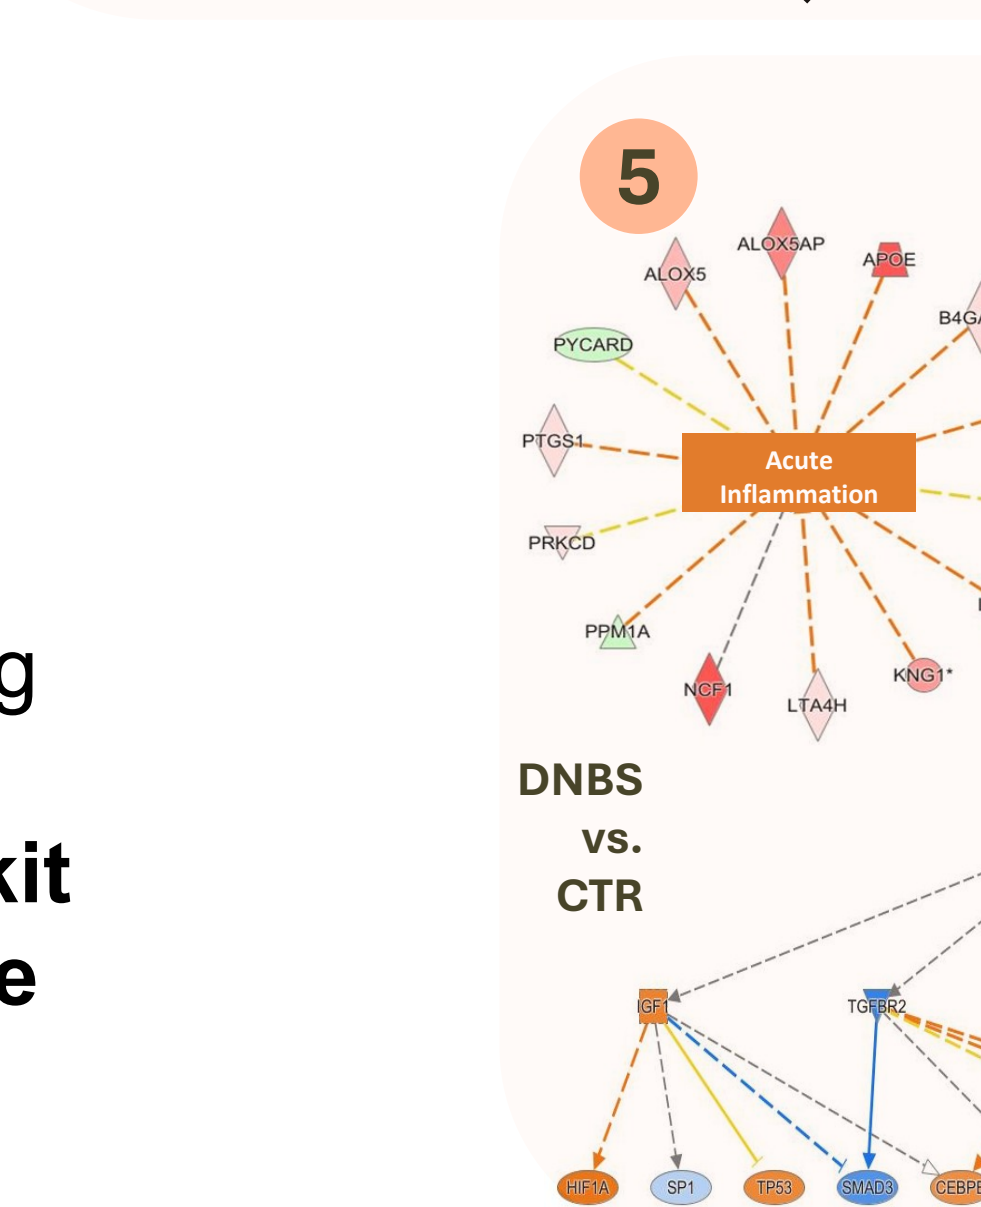 5
ALOX5AP
APOE
ALOX5
PYCARD
PTGS1
Acute
Inflammation
PRKCD
PPM1A
NCF1
KNG1*
LTA4H
g
DNBS
vs.
CTR
kit
e
IGF1
TGFBR2
HIF1A
SP1
TP53
SMAD3